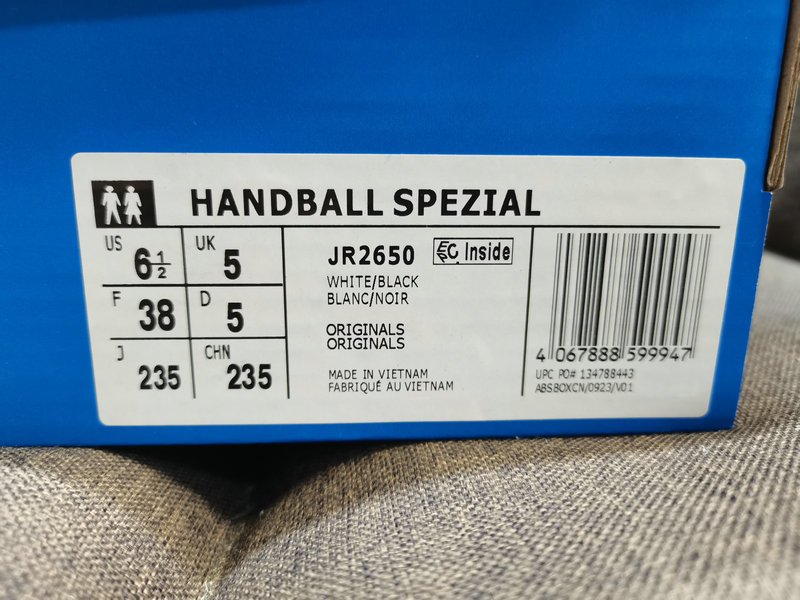 HANDBALL SPEZIAL
US 6½ UK 5
F 38 D 5
J 235 CHN 235
JR2650 EC Inside
WHITE/BLACK
BLANC/NOIR
ORIGINALS
ORIGINALS
MADE IN VIETNAM
FABRIQUÉ AU VIETNAM
4 067888 599947
UPC PO# 134788443
ABSBOXCN/0923/V01